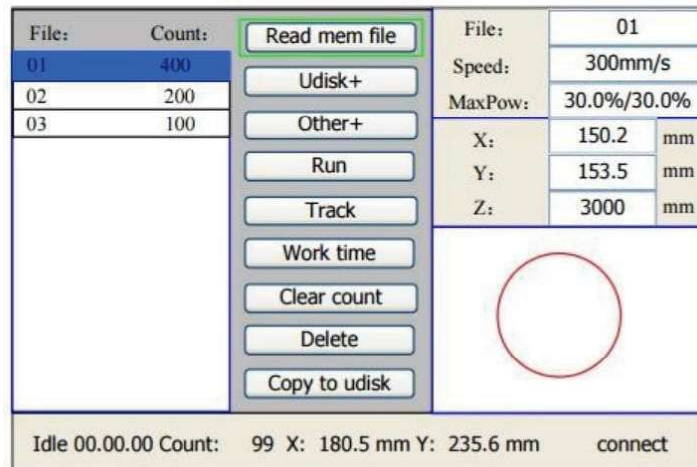 File: Count:
01 400
02 200
03 100
Read mem file
Udisk+
Other+
Run
Track
Work time
Clear count
Delete
Copy to udisk
File: 01
Speed: 300mm/s
MaxPow: 30.0%/30.0%
X: 150.2 mm
Y: 153.5 mm
Z: 3000 mm
Idle 00.00.00 Count: 99 X: 180.5 mm Y: 235.6 mm connect